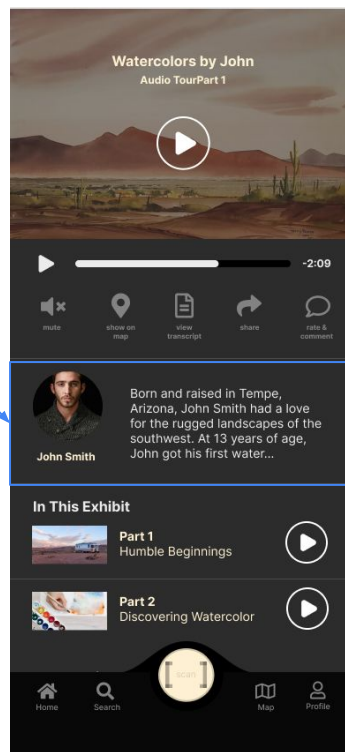 Watercolors by John
Audio TourPart 1
-2:09
mute
show on
map
view
transcript
share
rate &
comment
Born and raised in Tempe,
Arizona, John Smith had a love
for the rugged landscapes of the
southwest. At 13 years of age,
John got his first water...
John Smith
In This Exhibit
Part 1
Humble Beginnings
Part 2
Discovering Watercolor
scan
Home
Search
Map
Profile